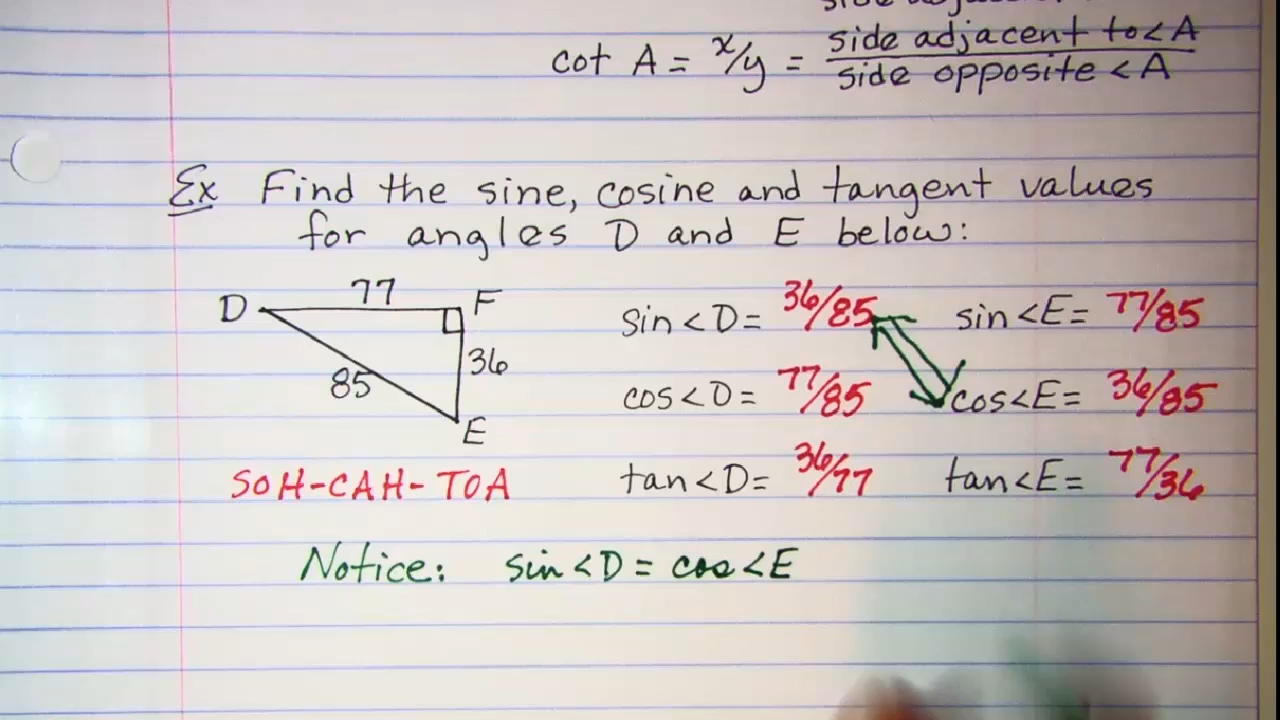 side adjacent
cot A = x/y = side adjacent to <A / side opposite <A
Ex Find the sine, cosine and tangent values
for angles D and E below:
D 77 F
36
85
E
sin<D = 36/85 sin<E = 77/85
cos<D = 77/85 cos<E = 36/85
tan<D = 36/77 tan<E = 77/36
SOH-CAH-TOA
Notice: sin<D = cos<E